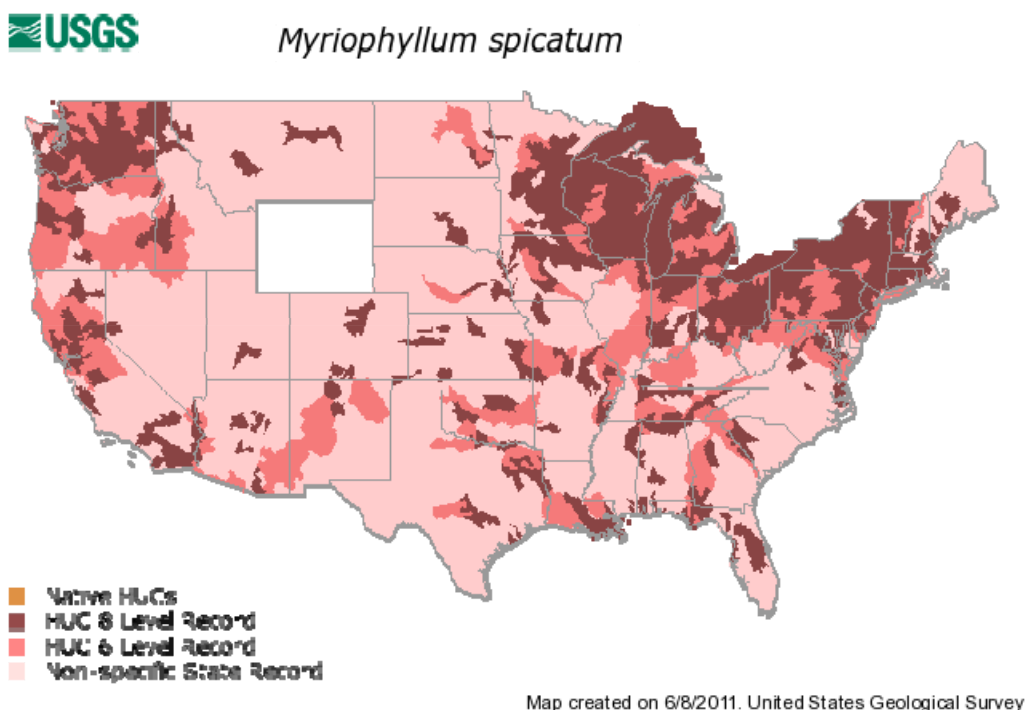 USGS
Myriophyllum spicatum
Native HUCs
HUC 8 Level Record
HUC 6 Level Record
Non-specific State Record
Map created on 6/8/2011. United States Geological Survey